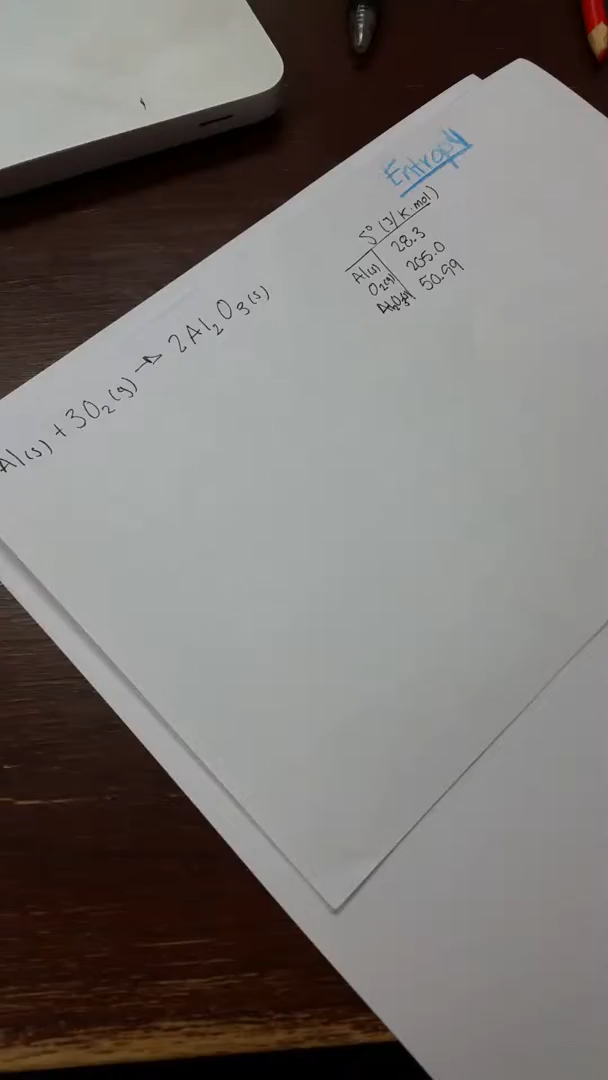 Entropy
S° (J/K·mol)
Al(s) 28.3
O₂(g) 205.0
Al₂O₃(s) 50.99
Al(s) + 3O₂(g) → 2Al₂O₃(s)